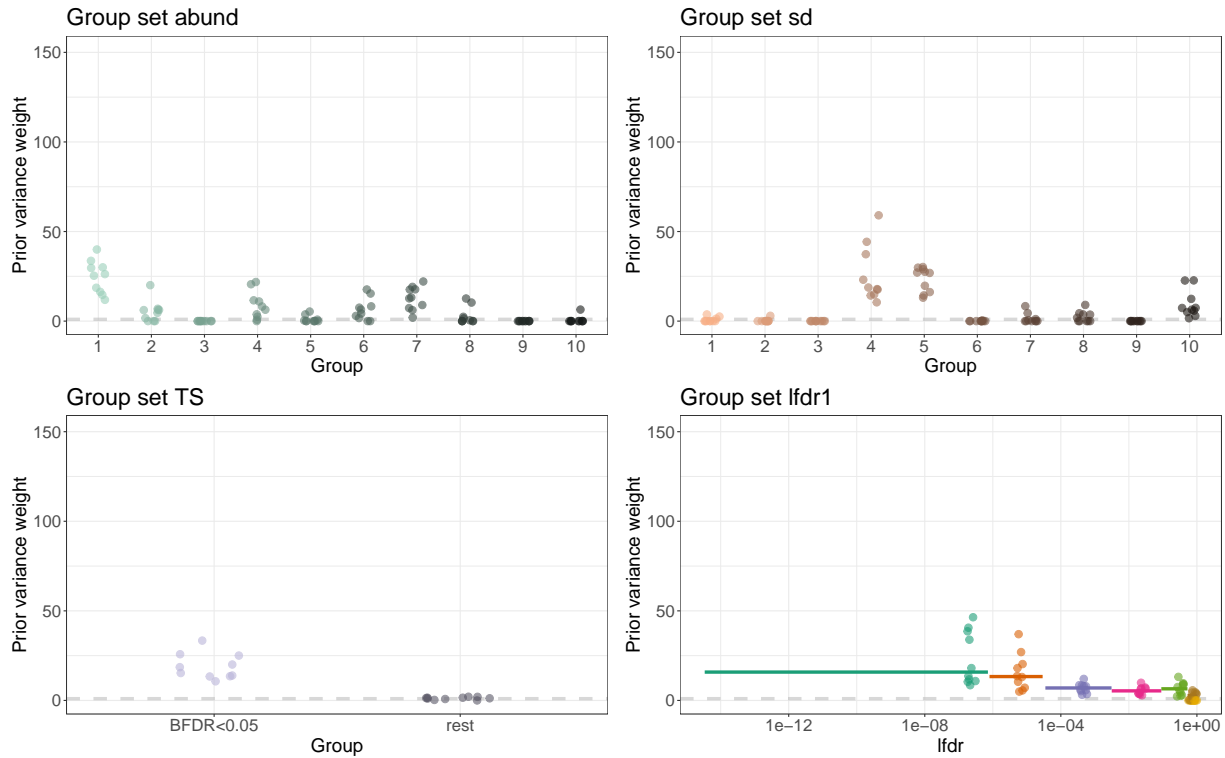 Group set abund
Prior variance weight
150
100
50
0
1 2 3 4 5 6 7 8 9 10
Group
Group set sd
Prior variance weight
150
100
50
0
1 2 3 4 5 6 7 8 9 10
Group
Group set TS
Prior variance weight
150
100
50
0
BFDR<0.05 rest
Group
Group set lfdr1
Prior variance weight
150
100
50
0
1e−12 1e−08 1e−04 1e+00
lfdr